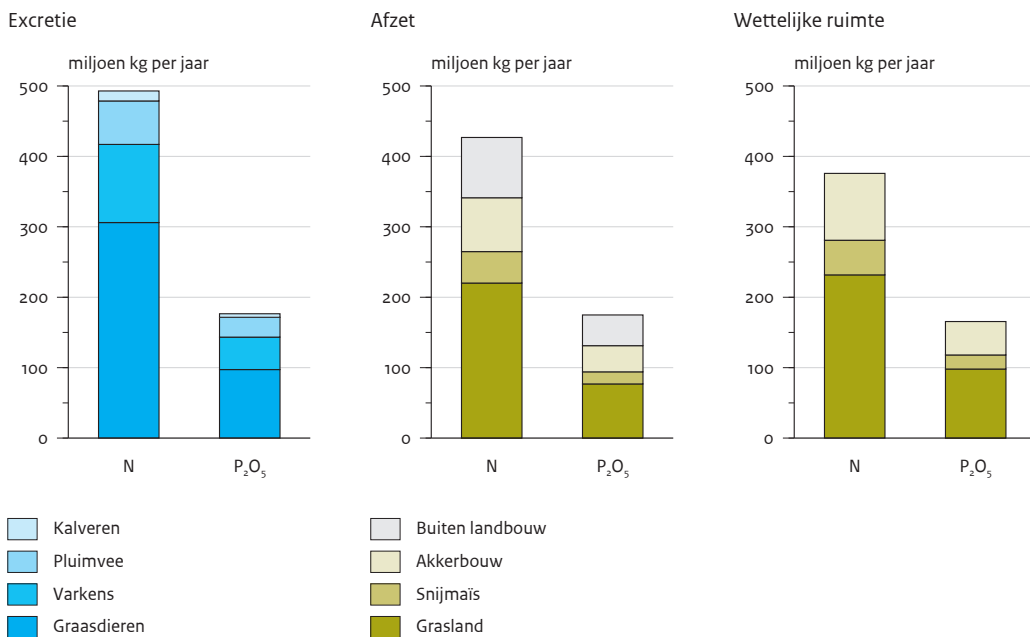 Excretie
miljoen kg per jaar
500
400
300
200
100
0
N
P₂O₅
Kalveren
Pluimvee
Varkens
Graasdieren
Afzet
miljoen kg per jaar
500
400
300
200
100
0
N
P₂O₅
Buiten landbouw
Akkerbouw
Snijmaïs
Grasland
Wettelijke ruimte
miljoen kg per jaar
500
400
300
200
100
0
N
P₂O₅